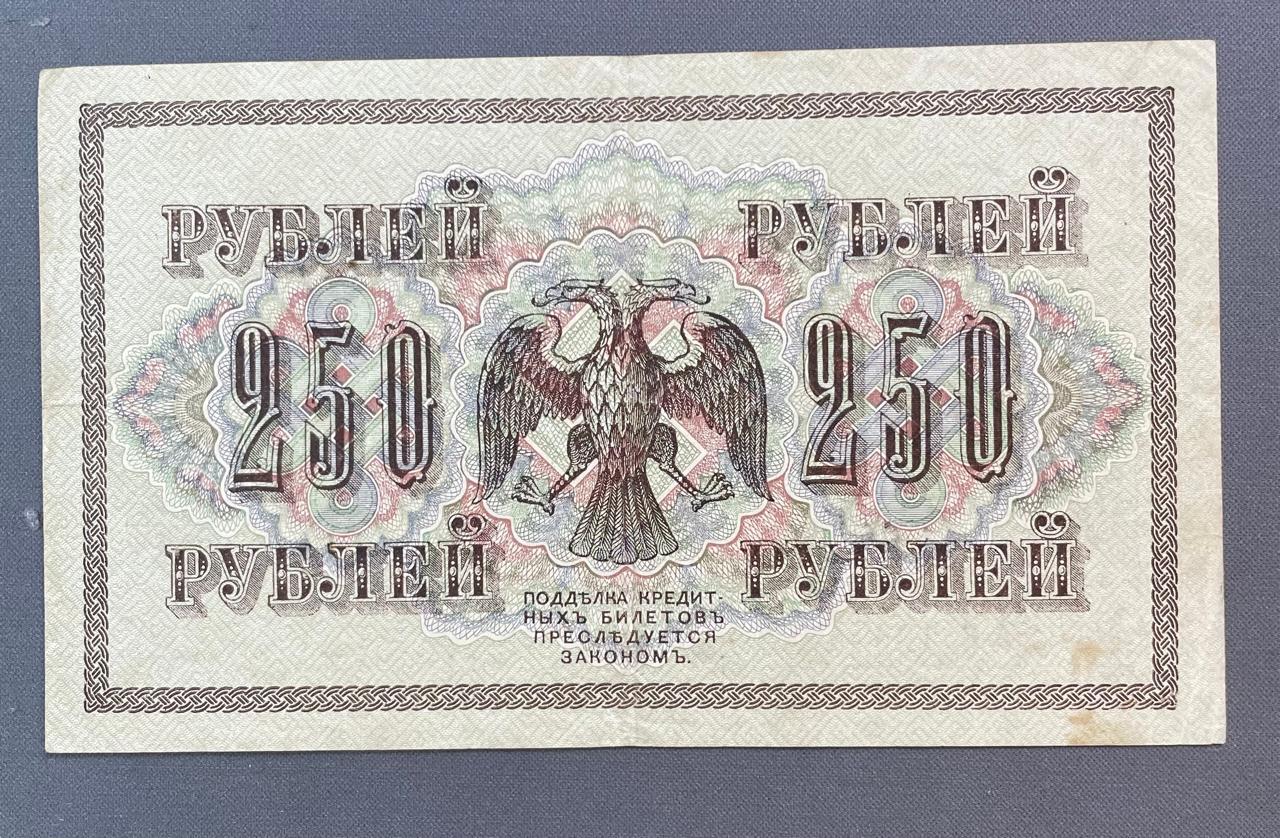 РУБЛЕЙ РУБЛЕЙ
250 250
РУБЛЕЙ РУБЛЕЙ
ПОДДѢЛКА КРЕДИТ-
НЫХЪ БИЛЕТОВЪ
ПРЕСЛѢДУЕТСЯ
ЗАКОНОМЪ.